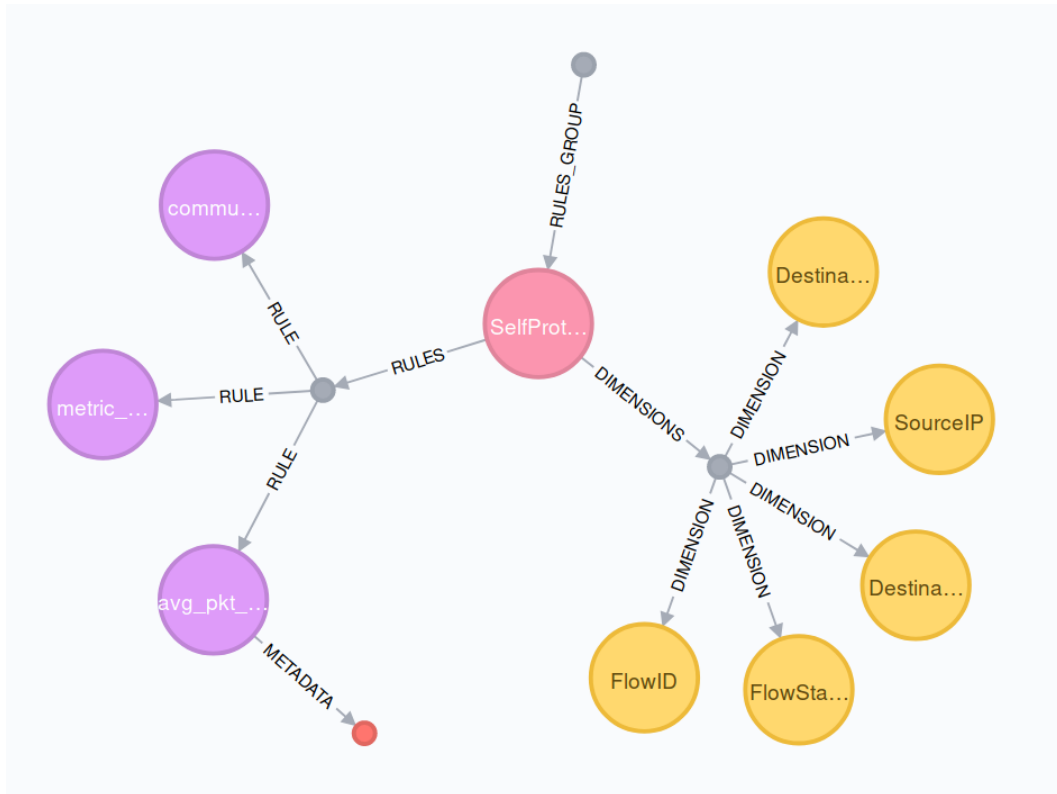 RULES_GROUP
commu...
Destina...
RULE
SelfProt...
RULES
DIMENSION
RULE
metric_...
DIMENSIONS
SourceIP
DIMENSION
RULE
DIMENSION
DIMENSION
DIMENSION
Destina...
avg_pkt_...
METADATA
FlowID
FlowSta...